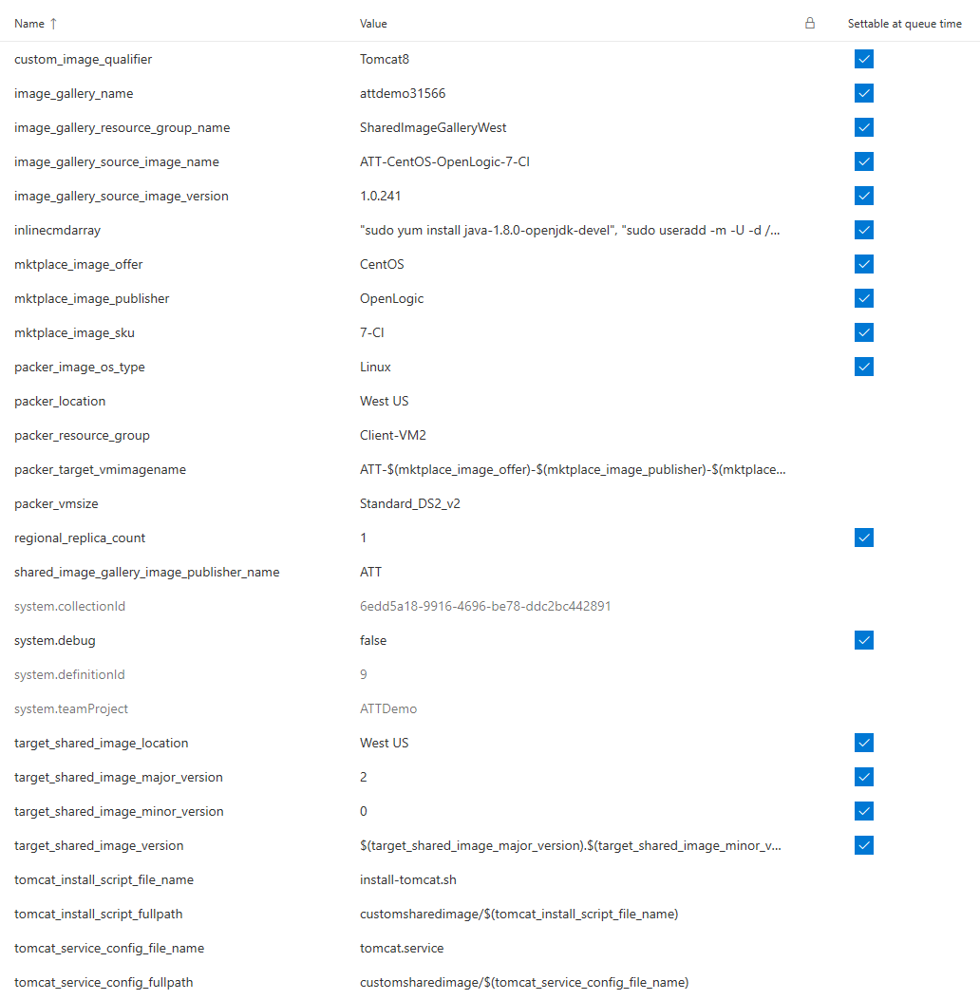 Name ↑ Value Settable at queue time
custom_image_qualifier Tomcat8
image_gallery_name attdemo31566
image_gallery_resource_group_name SharedImageGalleryWest
image_gallery_source_image_name ATT-CentOS-OpenLogic-7-CI
image_gallery_source_image_version 1.0.241
inlinecmdarray "sudo yum install java-1.8.0-openjdk-devel", "sudo useradd -m -U -d /...
mktplace_image_offer CentOS
mktplace_image_publisher OpenLogic
mktplace_image_sku 7-CI
packer_image_os_type Linux
packer_location West US
packer_resource_group Client-VM2
packer_target_vmimagename ATT-$(mktplace_image_offer)-$(mktplace_image_publisher)-$(mktplace...
packer_vmsize Standard_DS2_v2
regional_replica_count 1
shared_image_gallery_image_publisher_name ATT
system.collectionId 6edd5a18-9916-4696-be78-ddc2bc442891
system.debug false
system.definitionId 9
system.teamProject ATTDemo
target_shared_image_location West US
target_shared_image_major_version 2
target_shared_image_minor_version 0
target_shared_image_version $(target_shared_image_major_version).$(target_shared_image_minor_v...
tomcat_install_script_file_name install-tomcat.sh
tomcat_install_script_fullpath customsharedimage/$(tomcat_install_script_file_name)
tomcat_service_config_file_name tomcat.service
tomcat_service_config_fullpath customsharedimage/$(tomcat_service_config_file_name)